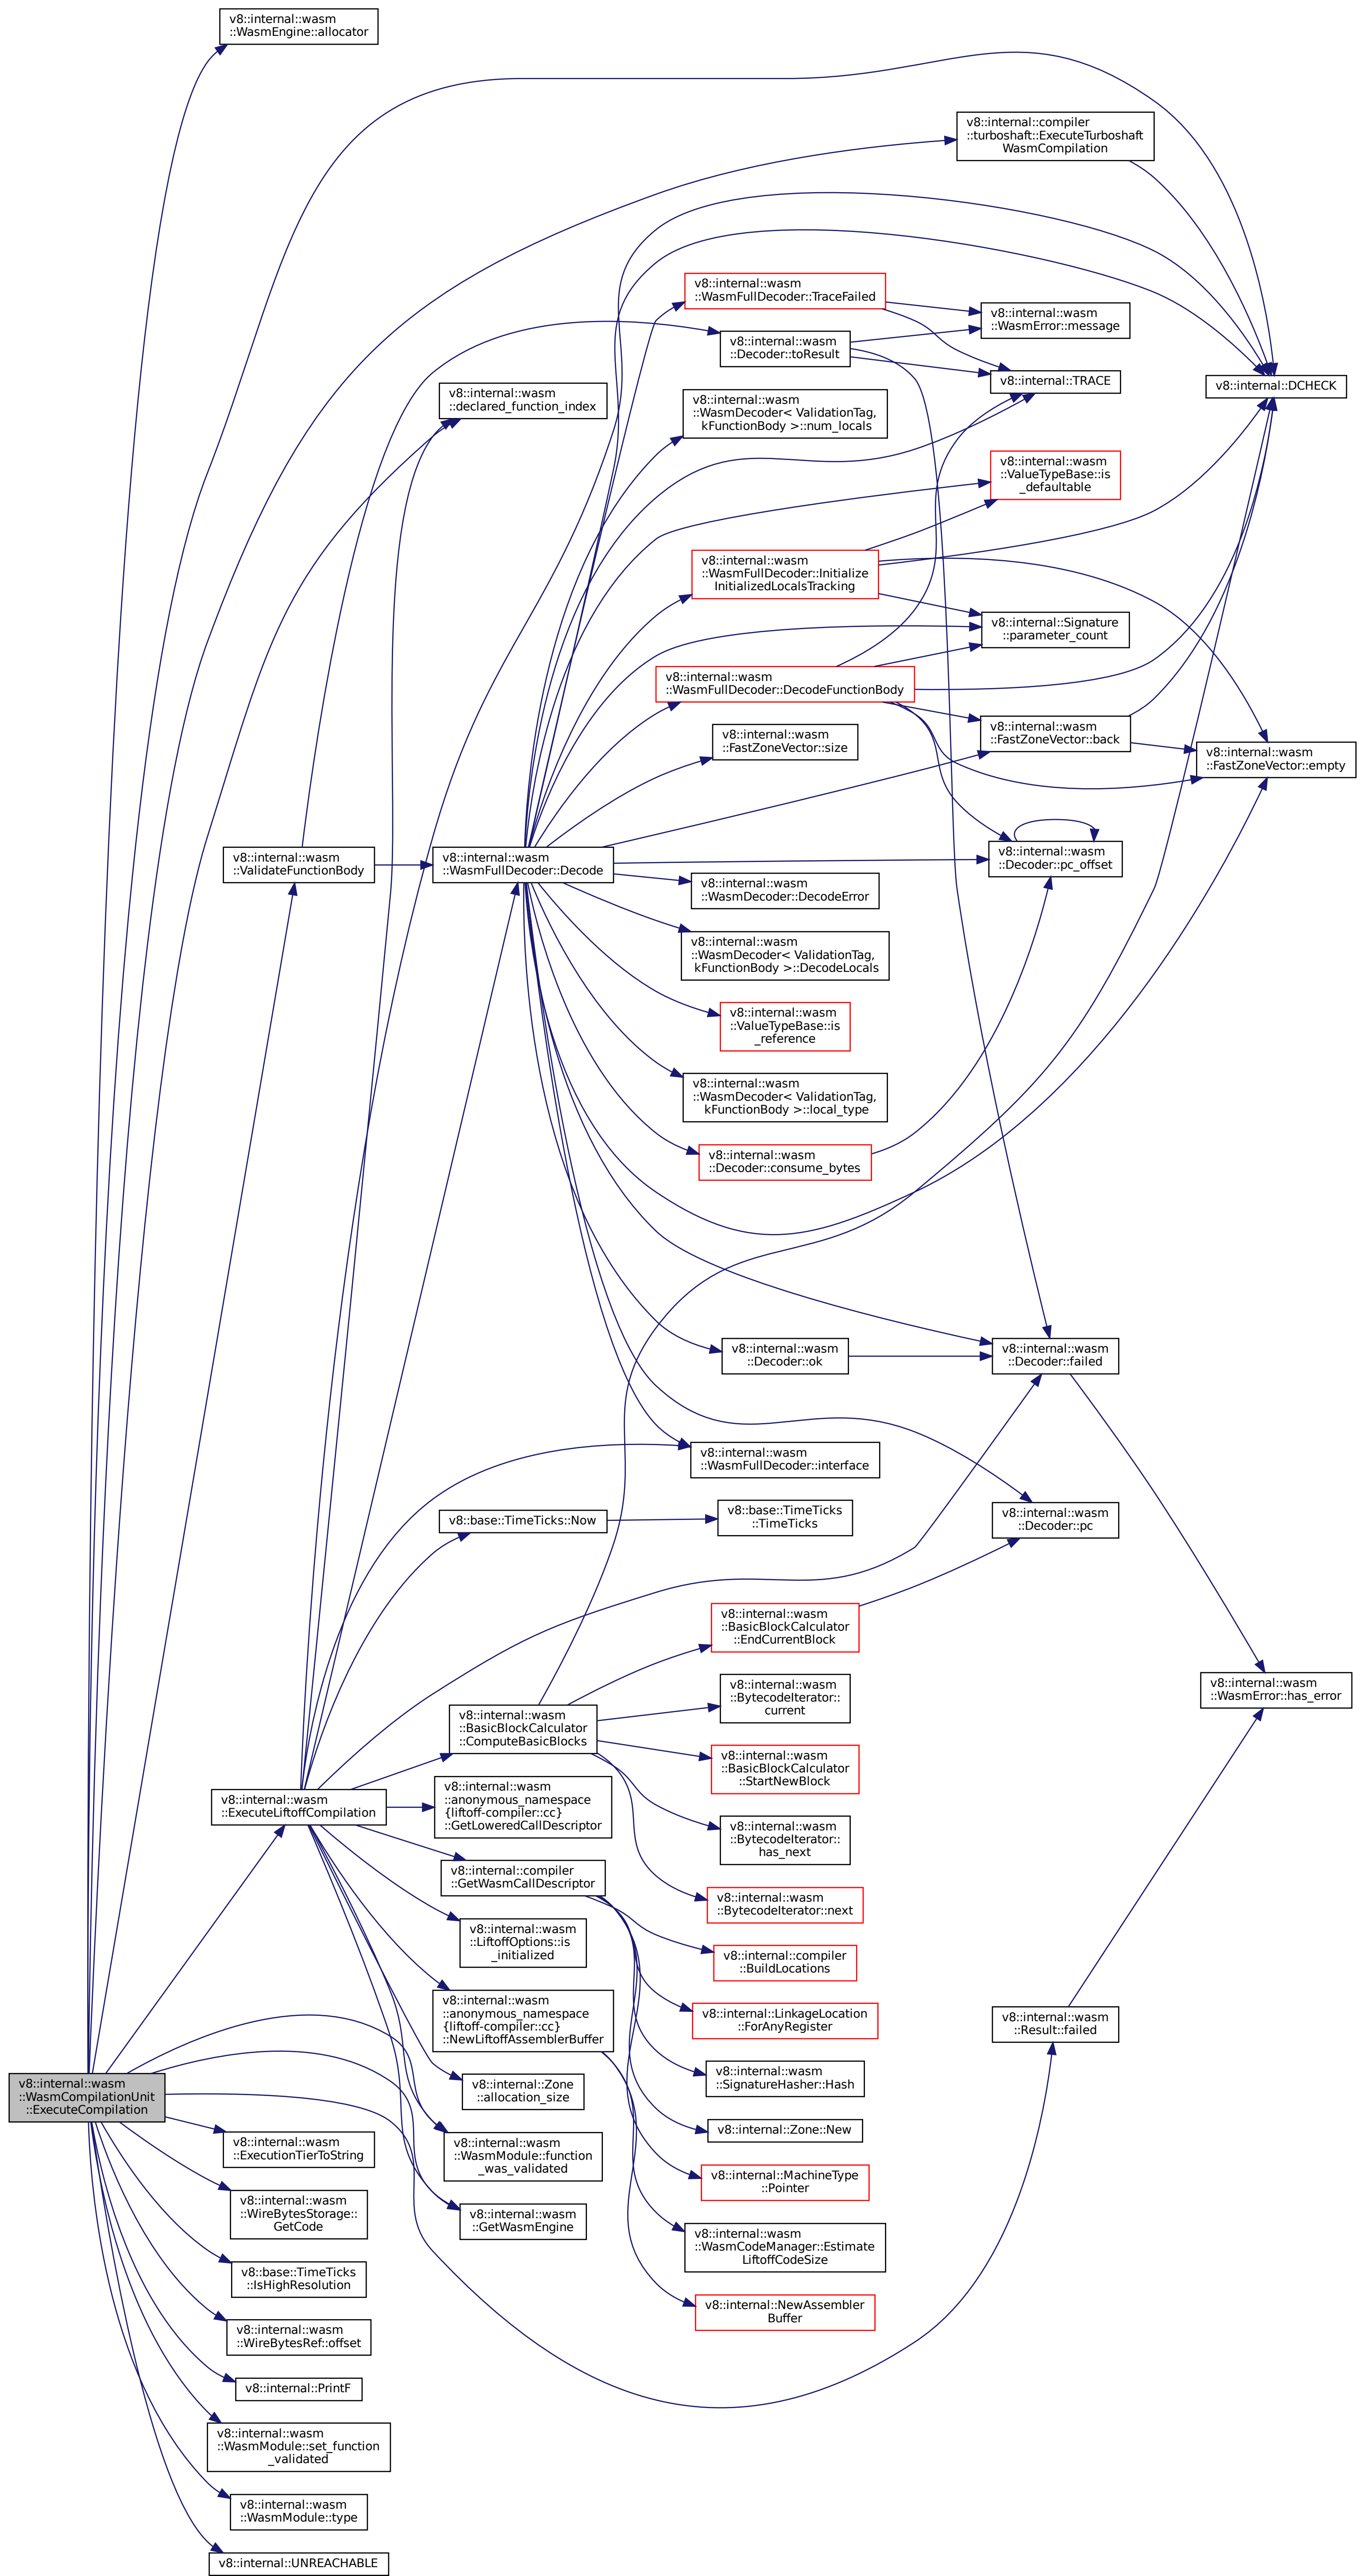 v8::internal::wasm
::WasmEngine::allocator
v8::internal::compiler
::turboshaft::ExecuteTurboshaft
WasmCompilation
v8::internal::wasm
::WasmFullDecoder::TraceFailed
v8::internal::wasm
::WasmError::message
v8::internal::wasm
::Decoder::toResult
v8::internal::TRACE
v8::internal::DCHECK
v8::internal::wasm
::declared_function_index
v8::internal::wasm
::WasmDecoder< ValidationTag,
kFunctionBody >::num_locals
v8::internal::wasm
::ValueTypeBase::is
_defaultable
v8::internal::wasm
::WasmFullDecoder::Initialize
InitializedLocalsTracking
v8::internal::Signature
::parameter_count
v8::internal::wasm
::WasmFullDecoder::DecodeFunctionBody
v8::internal::wasm
::FastZoneVector::size
v8::internal::wasm
::FastZoneVector::back
v8::internal::wasm
::FastZoneVector::empty
v8::internal::wasm
::ValidateFunctionBody
v8::internal::wasm
::WasmFullDecoder::Decode
v8::internal::wasm
::Decoder::pc_offset
v8::internal::wasm
::WasmDecoder::DecodeError
v8::internal::wasm
::WasmDecoder< ValidationTag,
kFunctionBody >::DecodeLocals
v8::internal::wasm
::ValueTypeBase::is
_reference
v8::internal::wasm
::WasmDecoder< ValidationTag,
kFunctionBody >::local_type
v8::internal::wasm
::Decoder::consume_bytes
v8::internal::wasm
::Decoder::ok
v8::internal::wasm
::Decoder::failed
v8::internal::wasm
::WasmFullDecoder::interface
v8::base::TimeTicks::Now
v8::base::TimeTicks
::TimeTicks
v8::internal::wasm
::Decoder::pc
v8::internal::wasm
::BasicBlockCalculator
::EndCurrentBlock
v8::internal::wasm
::WasmError::has_error
v8::internal::wasm
::BasicBlockCalculator
::ComputeBasicBlocks
v8::internal::wasm
::BytecodeIterator::
current
v8::internal::wasm
::BasicBlockCalculator
::StartNewBlock
v8::internal::wasm
::ExecuteLiftoffCompilation
v8::internal::wasm
::anonymous_namespace
{liftoff-compiler::cc}
::GetLoweredCallDescriptor
v8::internal::wasm
::BytecodeIterator::
has_next
v8::internal::compiler
::GetWasmCallDescriptor
v8::internal::wasm
::BytecodeIterator::next
v8::internal::wasm
::LiftoffOptions::is
_initialized
v8::internal::compiler
::BuildLocations
v8::internal::wasm
::anonymous_namespace
{liftoff-compiler::cc}
::NewLiftoffAssemblerBuffer
v8::internal::LinkageLocation
::ForAnyRegister
v8::internal::wasm
::Result::failed
v8::internal::wasm
::WasmCompilationUnit
::ExecuteCompilation
v8::internal::Zone
::allocation_size
v8::internal::wasm
::SignatureHasher::Hash
v8::internal::Zone::New
v8::internal::wasm
::ExecutionTierToString
v8::internal::wasm
::WasmModule::function
_was_validated
v8::internal::MachineType
::Pointer
v8::internal::wasm
::WireBytesStorage::
GetCode
v8::internal::wasm
::GetWasmEngine
v8::internal::wasm
::WasmCodeManager::Estimate
LiftoffCodeSize
v8::base::TimeTicks
::IsHighResolution
v8::internal::NewAssembler
Buffer
v8::internal::wasm
::WireBytesRef::offset
v8::internal::PrintF
v8::internal::wasm
::WasmModule::set_function
_validated
v8::internal::wasm
::WasmModule::type
v8::internal::UNREACHABLE